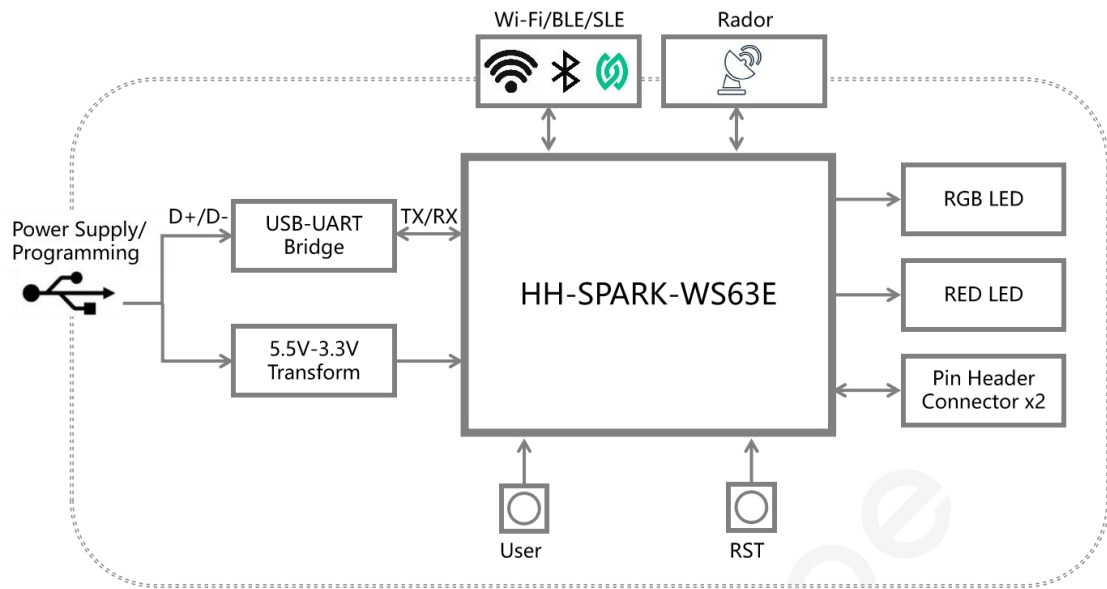 Wi-Fi/BLE/SLE
Rador
D+/D-
USB-UART
Bridge
TX/RX
RGB LED
Power Supply/
Programming
HH-SPARK-WS63E
RED LED
5.5V-3.3V
Transform
Pin Header
Connector x2
User
RST